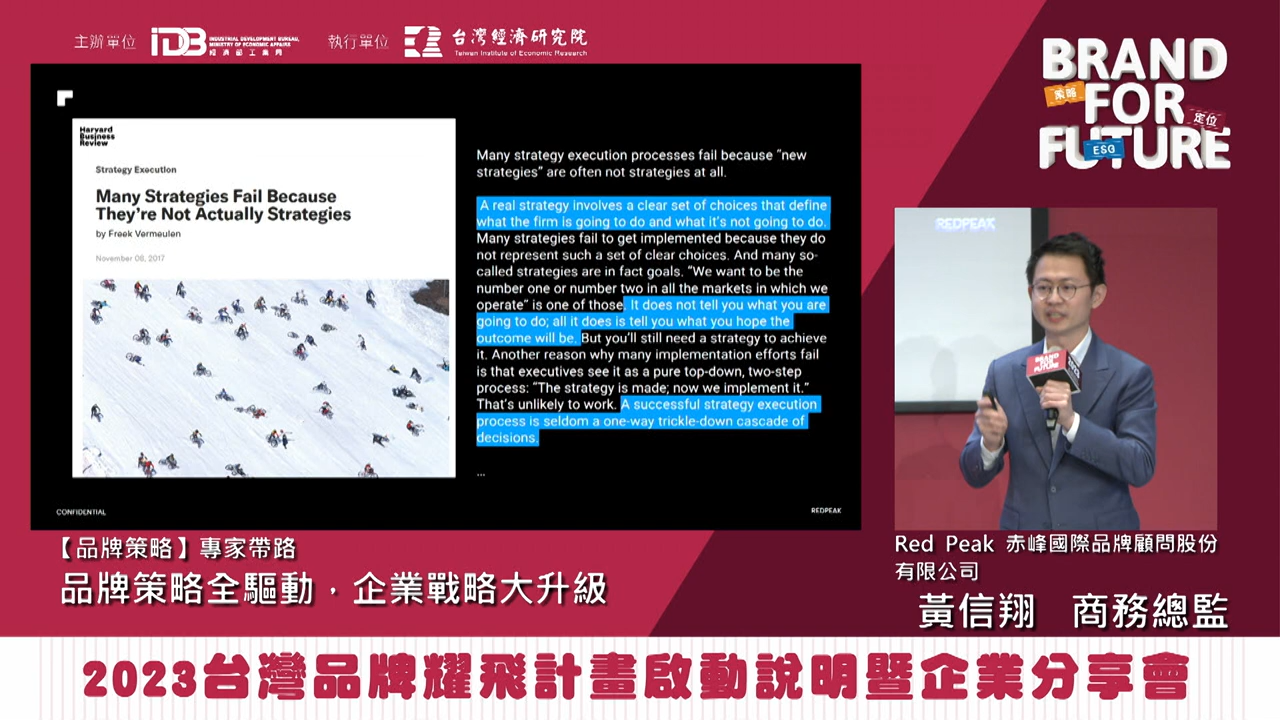 主辦單位
IDB
INDUSTRIAL DEVELOPMENT BUREAU,
MINISTRY OF ECONOMIC AFFAIRS
經濟部工業局
執行單位
台灣經濟研究院
Taiwan Institute of Economic Research
BRAND
FOR
FUTURE
策略
定位
ESG
Harvard
Business
Review
Strategy Execution
Many Strategies Fail Because
They're Not Actually Strategies
by Freek Vermeulen
November 08, 2017
Many strategy execution processes fail because "new
strategies" are often not strategies at all.
A real strategy involves a clear set of choices that define
what the firm is going to do and what it's not going to do.
Many strategies fail to get implemented because they do
not represent such a set of clear choices. And many so-
called strategies are in fact goals. "We want to be the
number one or number two in all the markets in which we
operate" is one of those. It does not tell you what you are
going to do; all it does is tell you what you hope the
outcome will be. But you'll still need a strategy to achieve
it. Another reason why many implementation efforts fail
is that executives see it as a pure top-down, two-step
process: "The strategy is made; now we implement it."
That's unlikely to work. A successful strategy execution
process is seldom a one-way trickle-down cascade of
decisions.
...
CONFIDENTIAL
REDPEAK
REDPEAK
BRAND
FOR
FUTURE
【品牌策略】專家帶路
品牌策略全驅動，企業戰略大升級
Red Peak 赤峰國際品牌顧問股份
有限公司
黃信翔 商務總監
2023台灣品牌耀飛計畫啟動說明暨企業分享會